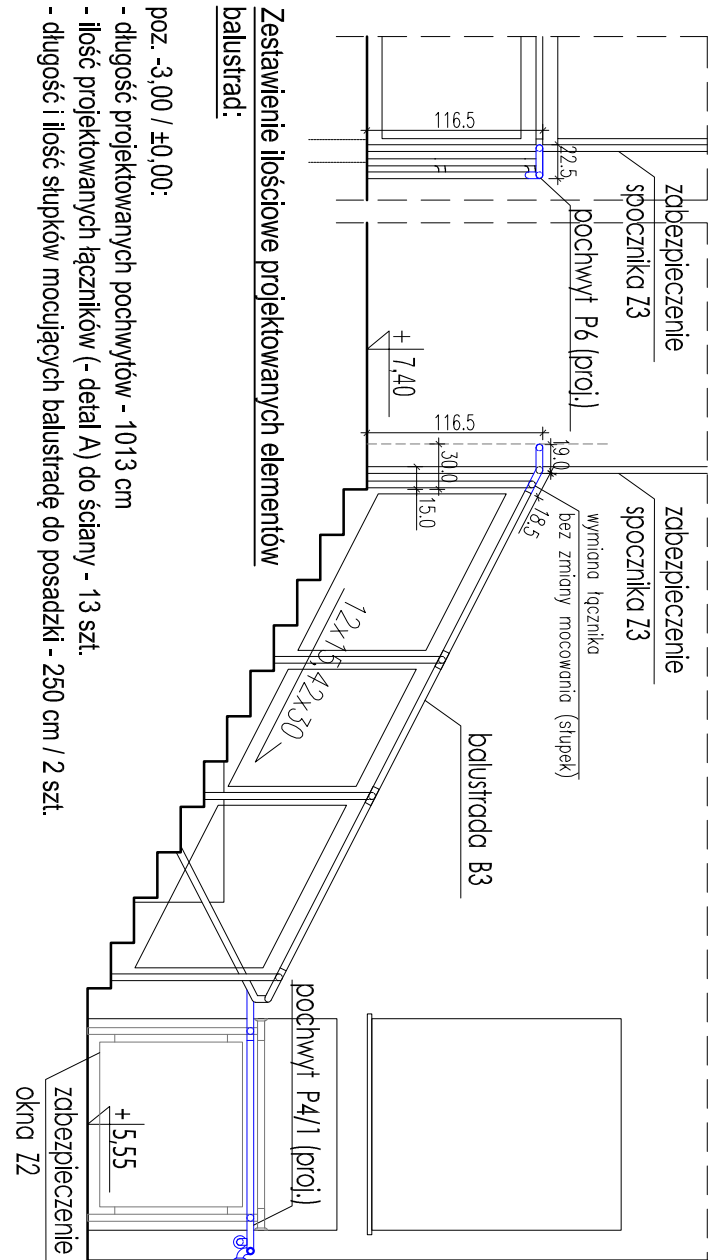 116.5
22.5
zabezpieczenie
spocznika Z3
pochwyt P6 (proj.)
+ 7,40
116.5
19.0
30.0
15.0
18.5
zabezpieczenie
spocznika Z3
wymiana łącznika
bez zmiany mocowania (słupek)
12x15,42x30
balustrada B3
pochwyt P4/1 (proj.)
+ 5,55
zabezpieczenie
okna Z2
Zestawienie ilościowe projektowanych elementów
balustrad:
poz. -3,00 / ±0,00:
- długość projektowanych pochwytów - 1013 cm
- ilość projektowanych łączników (- detal A) do ściany - 13 szt.
- długość i ilość słupków mocujących balustradę do posadzki - 250 cm / 2 szt.